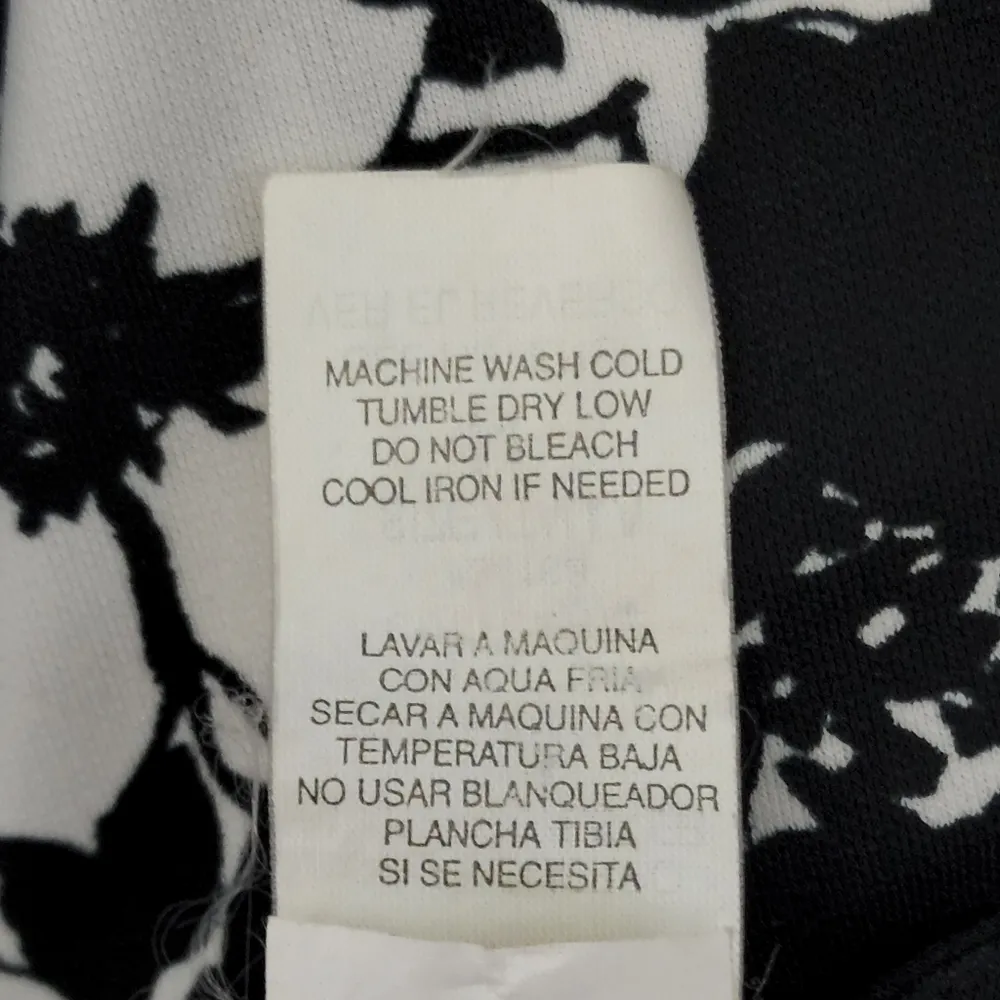 MACHINE WASH COLD
TUMBLE DRY LOW
DO NOT BLEACH
COOL IRON IF NEEDED
LAVAR A MAQUINA
CON AQUA FRIA
SECAR A MAQUINA CON
TEMPERATURA BAJA
NO USAR BLANQUEADOR
PLANCHA TIBIA
SI SE NECESITA